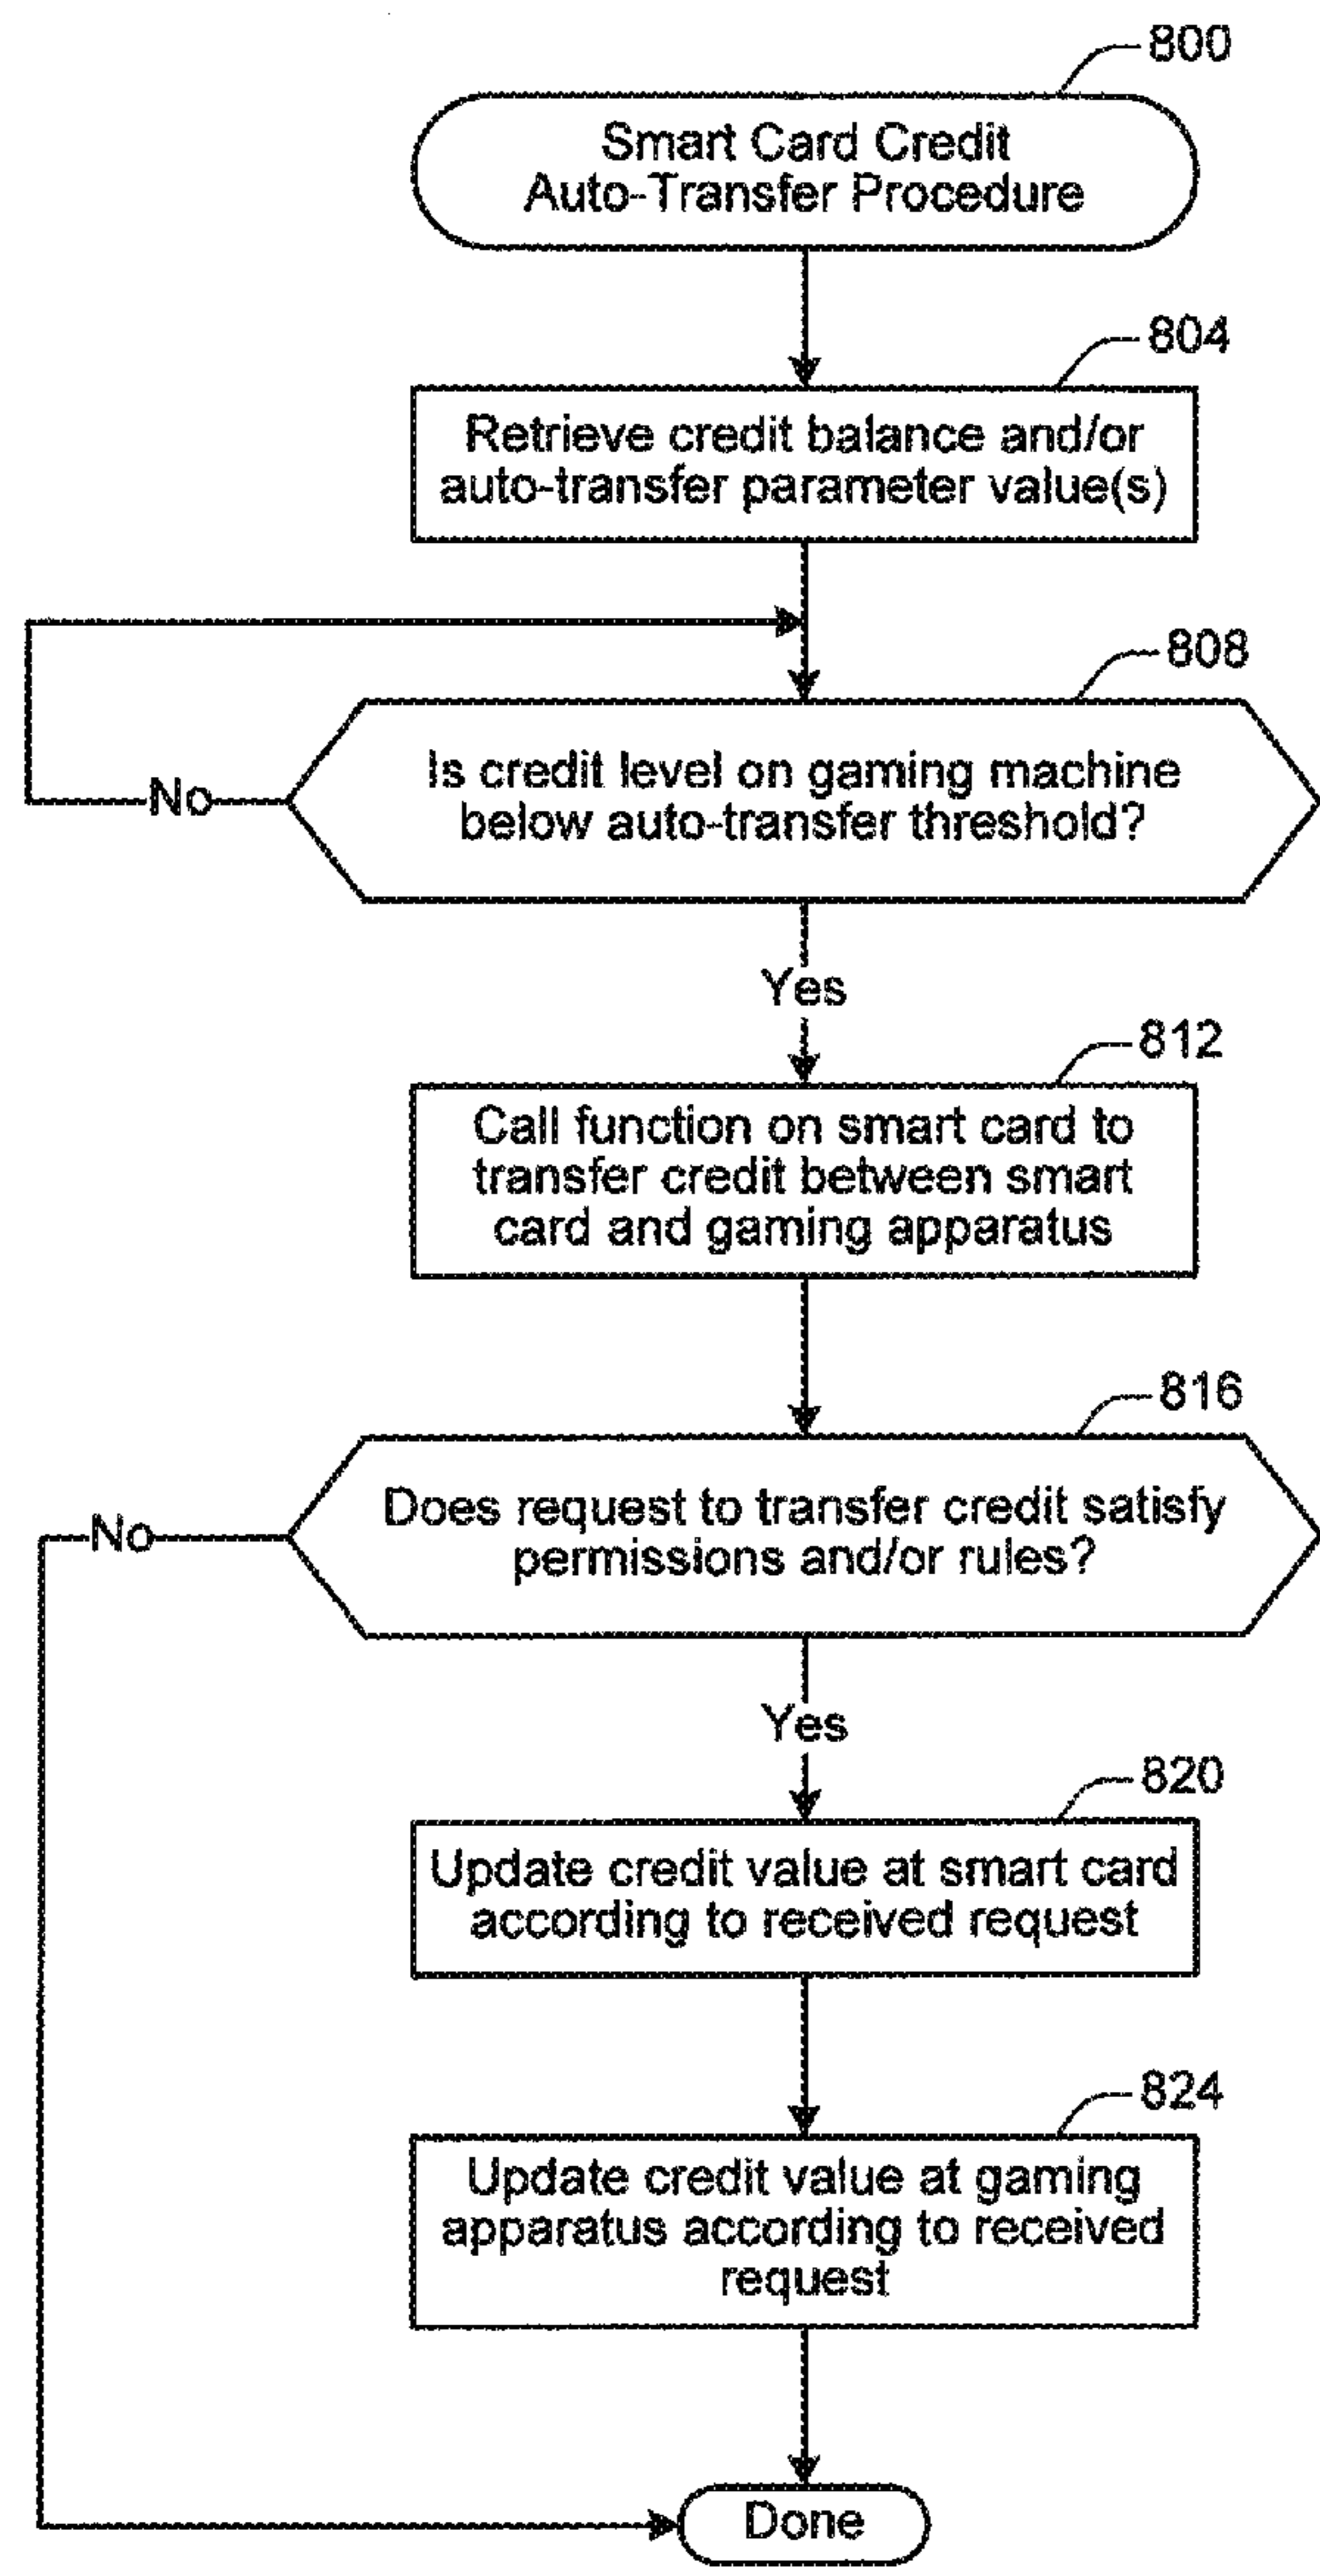 800
Smart Card Credit
Auto-Transfer Procedure
804
Retrieve credit balance and/or
auto-transfer parameter value(s)
808
Is credit level on gaming machine
below auto-transfer threshold?
No
Yes
812
Call function on smart card to
transfer credit between smart
card and gaming apparatus
816
Does request to transfer credit satisfy
permissions and/or rules?
No
Yes
820
Update credit value at smart card
according to received request
824
Update credit value at gaming
apparatus according to received
request
Done